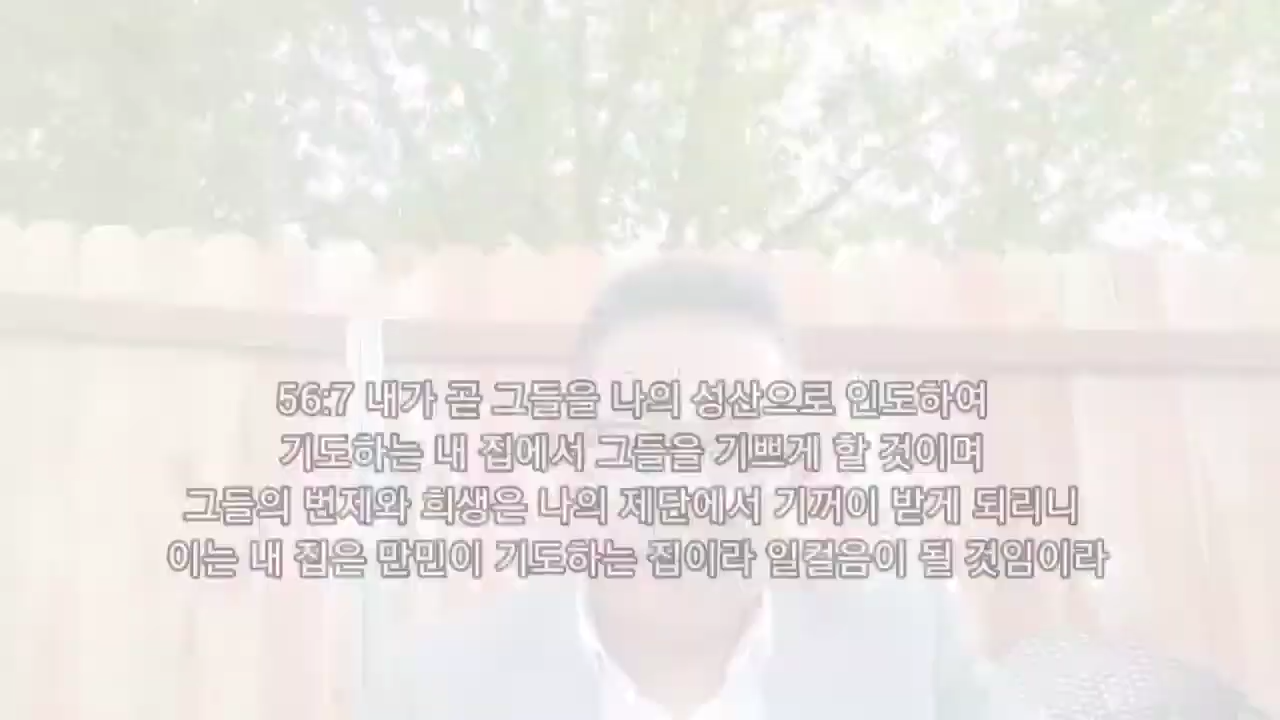 56:7 내가 곧 그들을 나의 성산으로 인도하여
기도하는 내 집에서 그들을 기쁘게 할 것이며
그들의 번제와 희생은 나의 제단에서 기꺼이 받게 되리니
이는 내 집은 만민이 기도하는 집이라 일컬음이 될 것임이라